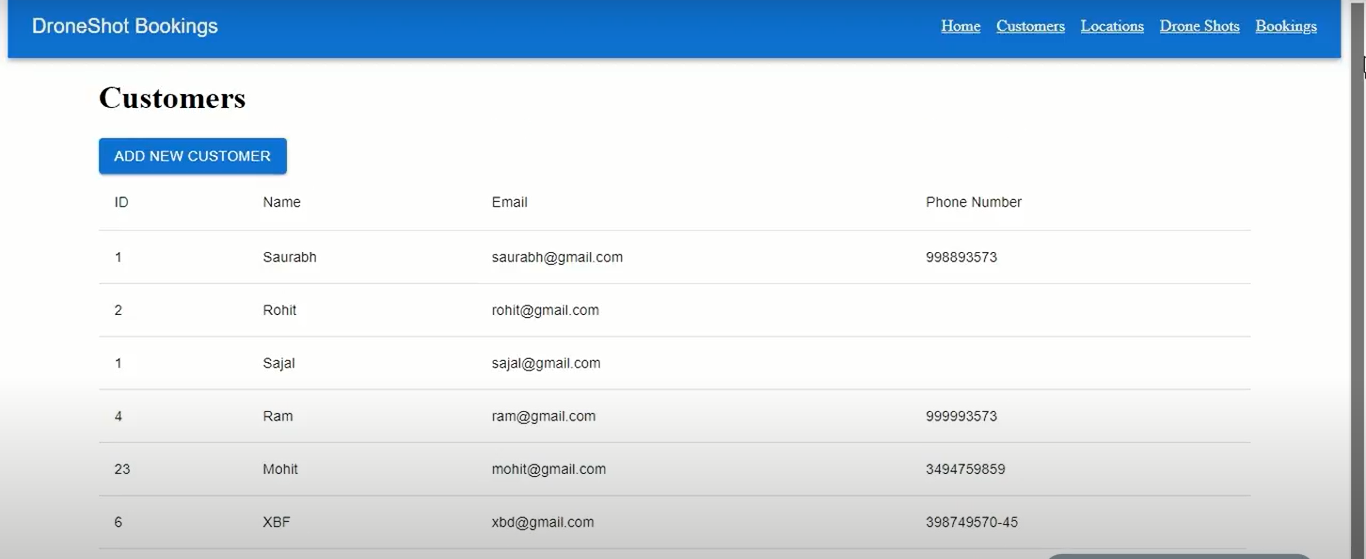 DroneShot Bookings Home Customers Locations Drone Shots Bookings
Customers
ADD NEW CUSTOMER
ID Name Email Phone Number
1 Saurabh saurabh@gmail.com 998893573
2 Rohit rohit@gmail.com
1 Sajal sajal@gmail.com
4 Ram ram@gmail.com 999993573
23 Mohit mohit@gmail.com 3494759859
6 XBF xbd@gmail.com 398749570-45